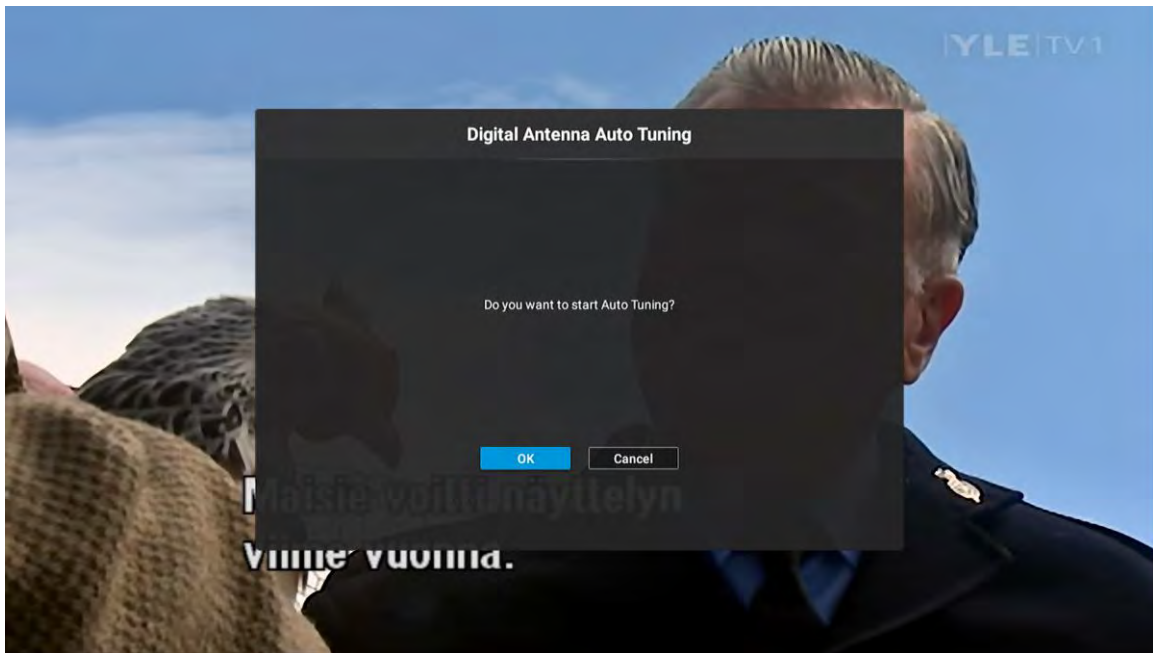 YLE TV1
Digital Antenna Auto Tuning
Do you want to start Auto Tuning?
OK Cancel
Maisie voitti näyttelyn
viime vuonna.